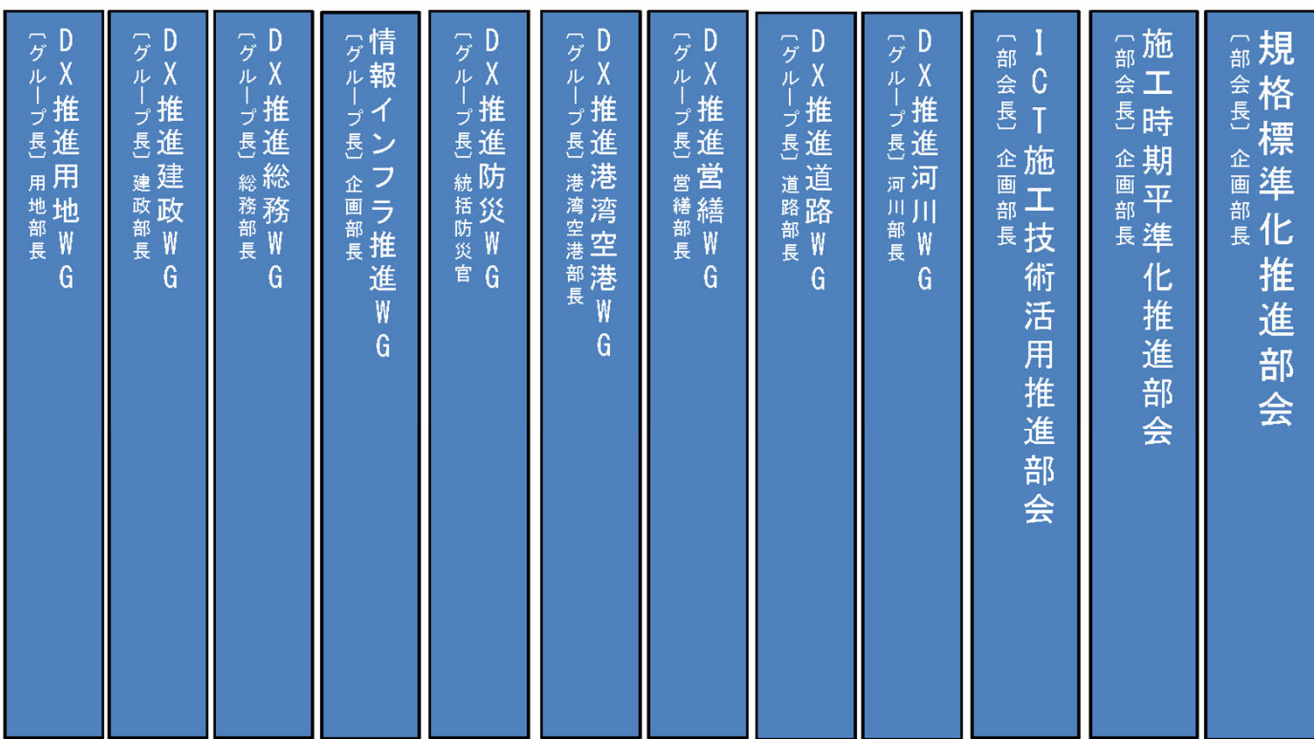 規格標準化推進部会
〔部会長〕企画部長
施工時期平準化推進部会
〔部会長〕企画部長
ICT施工技術活用推進部会
〔部会長〕企画部長
DX推進河川WG
〔グループ長〕河川部長
DX推進道路WG
〔グループ長〕道路部長
DX推進営繕WG
〔グループ長〕営繕部長
DX推進港湾空港WG
〔グループ長〕港湾空港部長
DX推進防災WG
〔グループ長〕統括防災官
情報インフラ推進WG
〔グループ長〕企画部長
DX推進総務WG
〔グループ長〕総務部長
DX推進建政WG
〔グループ長〕建政部長
DX推進用地WG
〔グループ長〕用地部長